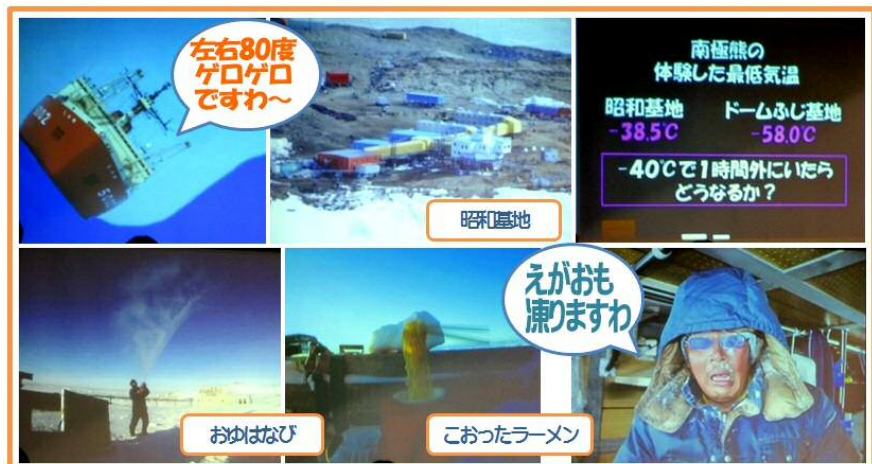 左右80度
ゲロゲロ
ですわ～
昭和基地
南極熊の
体験した最低気温
昭和基地 ドームふじ基地
-38.5℃ -58.0℃
-40℃で1時間外にいたら
どうなるか？
おゆはなび
こおったラーメン
えがおも
凍りますわ